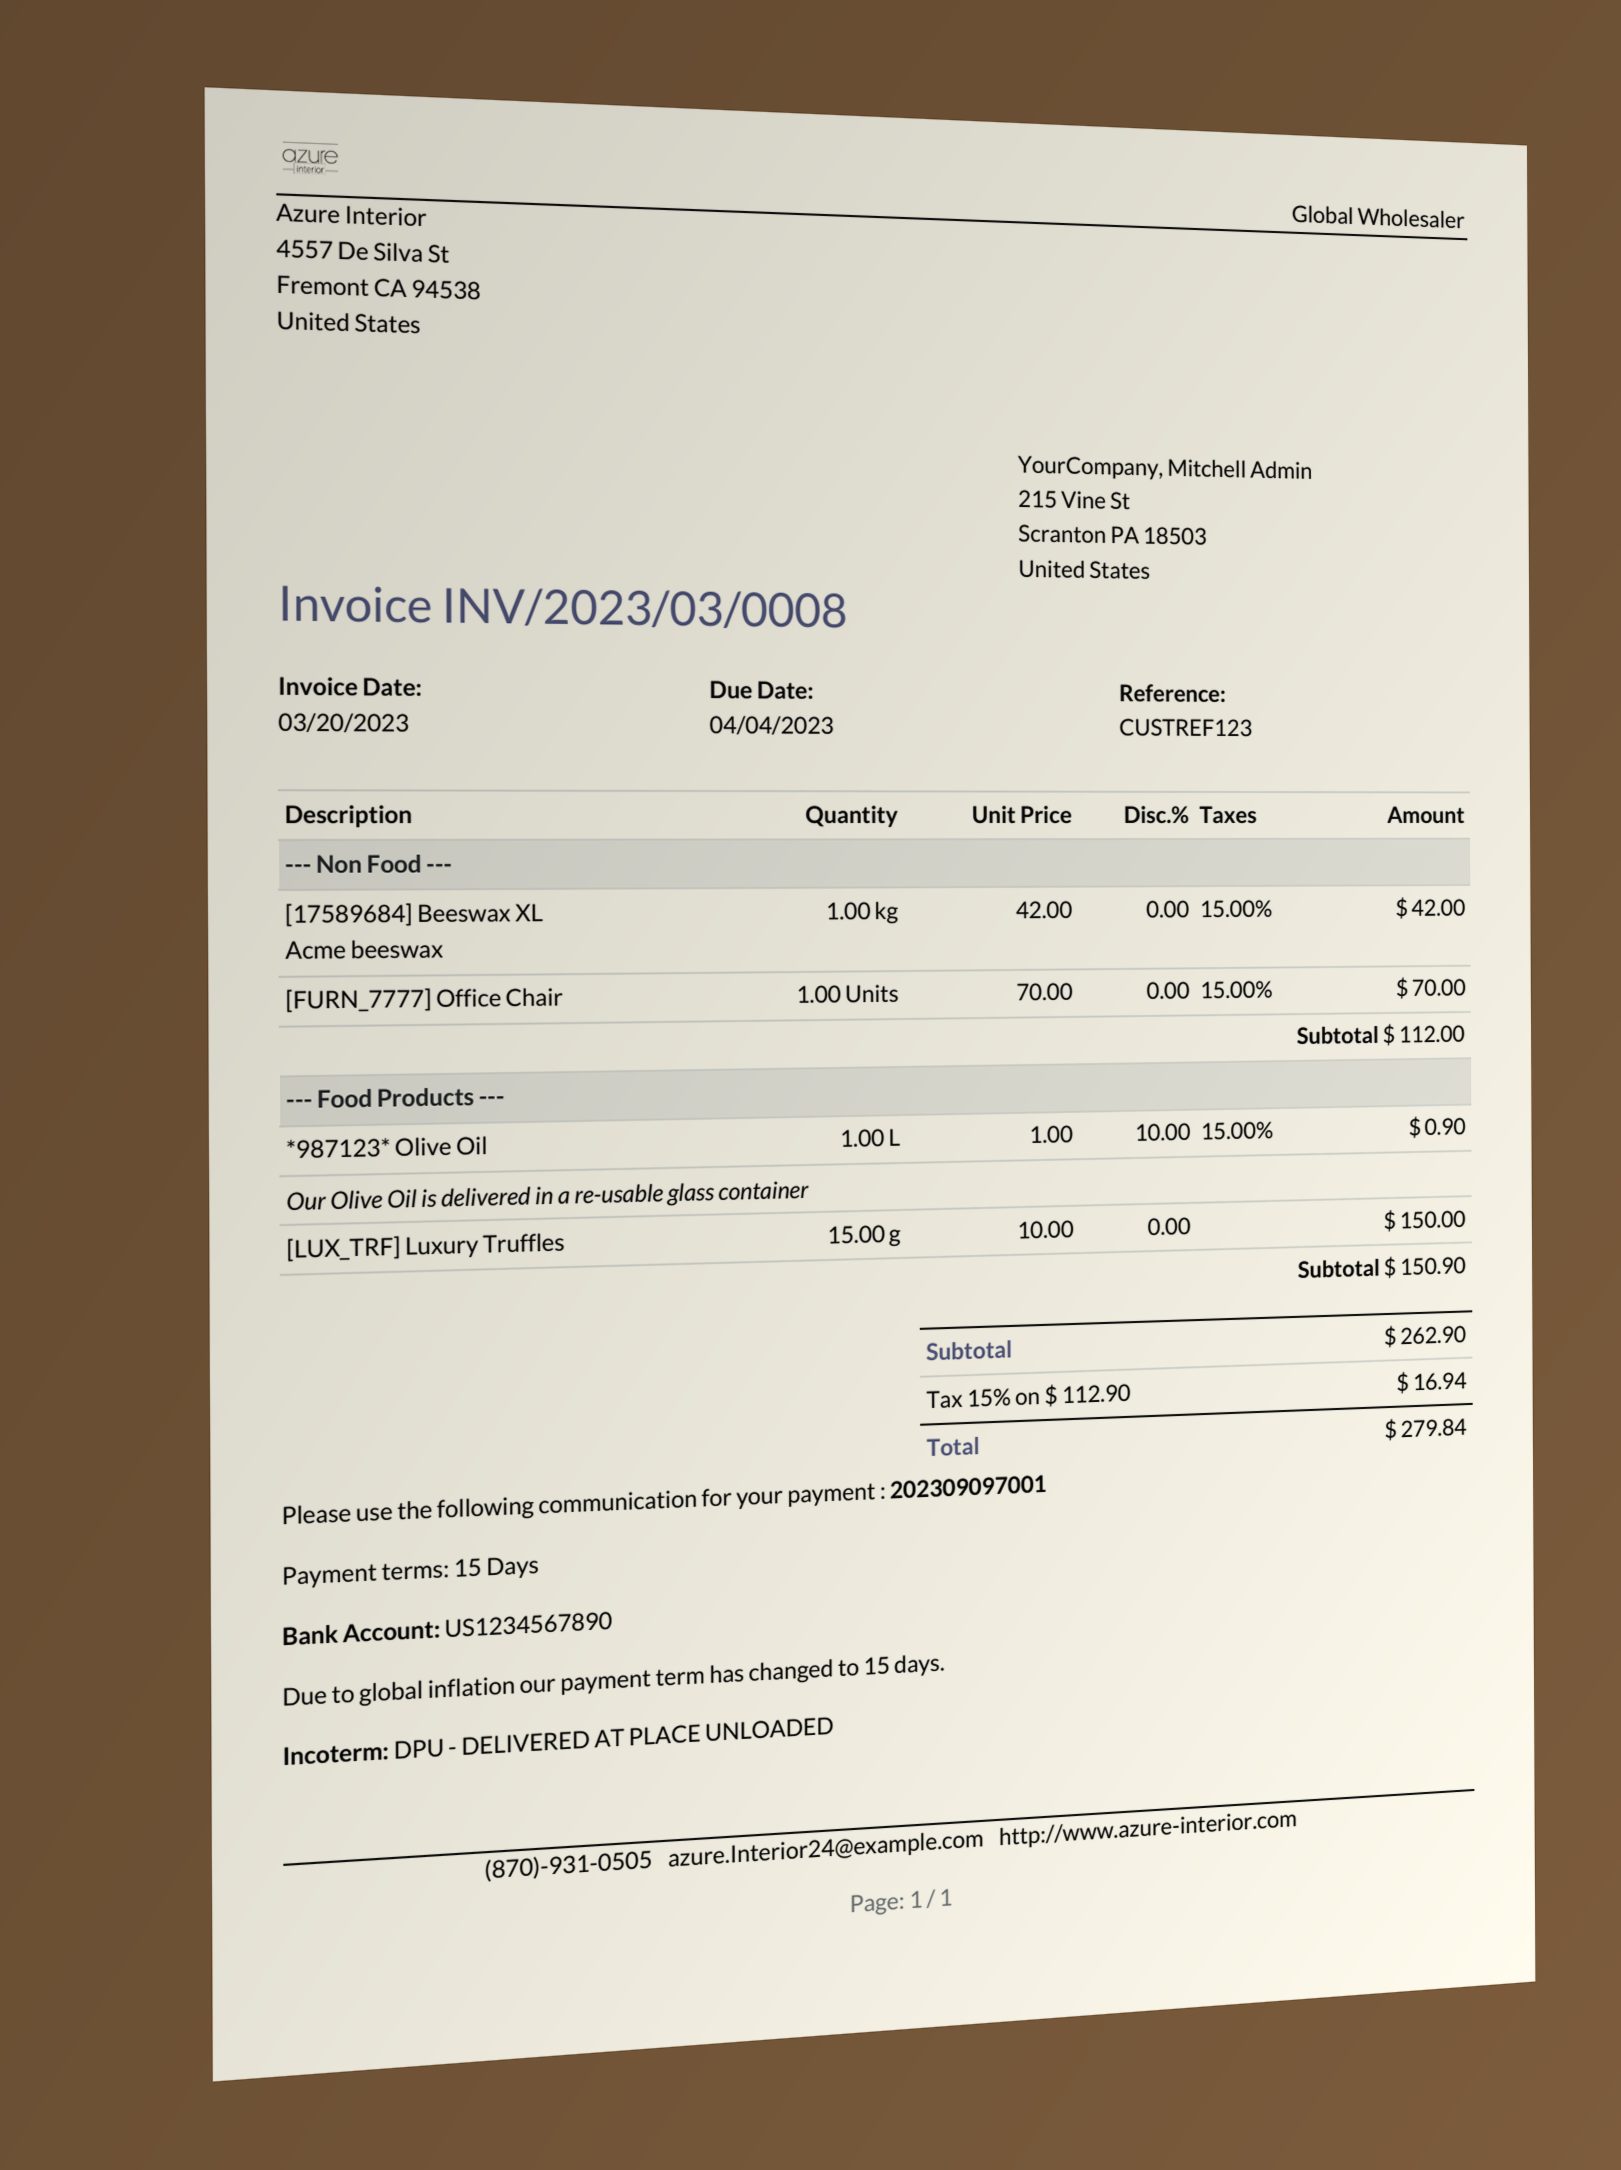 azure
interior
Global Wholesaler
Azure Interior
4557 De Silva St
Fremont CA 94538
United States
YourCompany, Mitchell Admin
215 Vine St
Scranton PA 18503
United States
Invoice INV/2023/03/0008
Invoice Date: Due Date: Reference:
03/20/2023 04/04/2023 CUSTREF123
Description Quantity Unit Price Disc.% Taxes Amount
--- Non Food ---
[17589684] Beeswax XL 1.00 kg 42.00 0.00 15.00% $ 42.00
Acme beeswax
[FURN_7777] Office Chair 1.00 Units 70.00 0.00 15.00% $ 70.00
Subtotal $ 112.00
--- Food Products ---
*987123* Olive Oil 1.00 L 1.00 10.00 15.00% $ 0.90
Our Olive Oil is delivered in a re-usable glass container
[LUX_TRF] Luxury Truffles 15.00 g 10.00 0.00 $ 150.00
Subtotal $ 150.90
Subtotal $ 262.90
Tax 15% on $ 112.90 $ 16.94
Total $ 279.84
Please use the following communication for your payment : 202309097001
Payment terms: 15 Days
Bank Account: US1234567890
Due to global inflation our payment term has changed to 15 days.
Incoterm: DPU - DELIVERED AT PLACE UNLOADED
(870)-931-0505 azure.Interior24@example.com http://www.azure-interior.com
Page: 1 / 1